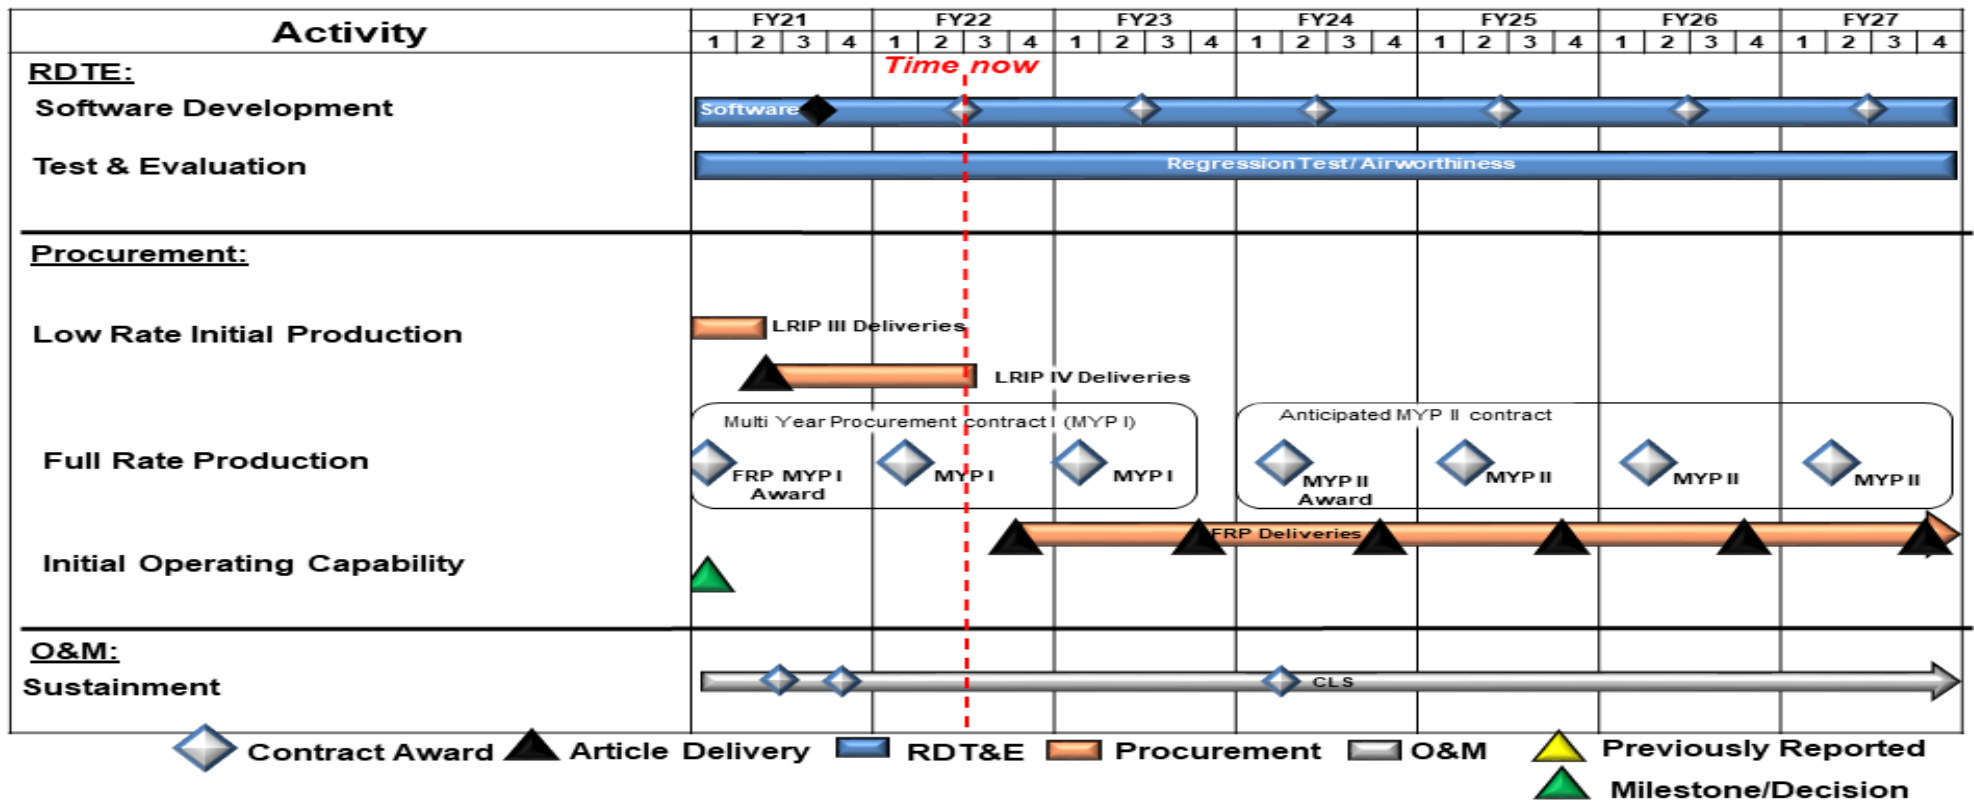 Activity
FY21 FY22 FY23 FY24 FY25 FY26 FY27
1 2 3 4 1 2 3 4 1 2 3 4 1 2 3 4 1 2 3 4 1 2 3 4 1 2 3 4
Time now
RDTE:
Software Development
Software
Test & Evaluation
Regression Test/ Airworthiness
Procurement:
Low Rate Initial Production
LRIP III Deliveries
LRIP IV Deliveries
Multi Year Procurement contract I (MYP I)
Anticipated MYP II contract
Full Rate Production
FRP MYP I
Award
MYP I
MYP I
MYP II
Award
MYP II
MYP II
MYP II
FRP Deliveries
Initial Operating Capability
O&M:
Sustainment
CLS
Contract Award Article Delivery RDT&E Procurement O&M Previously Reported
Milestone/Decision